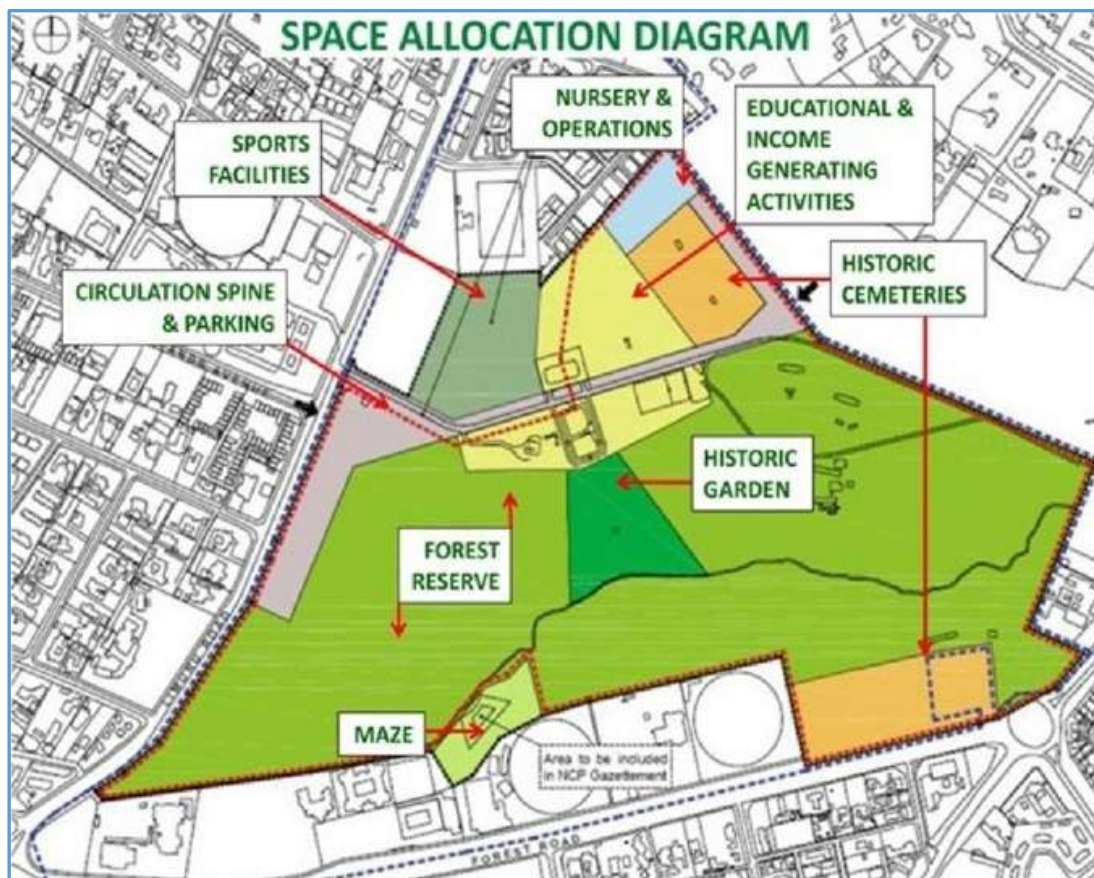 SPACE ALLOCATION DIAGRAM
NURSERY &
OPERATIONS
EDUCATIONAL &
INCOME
GENERATING
ACTIVITIES
SPORTS
FACILITIES
CIRCULATION SPINE
& PARKING
HISTORIC
CEMETERIES
HISTORIC
GARDEN
FOREST
RESERVE
MAZE
Area to be included
in NCP Gazettement
FOREST ROAD